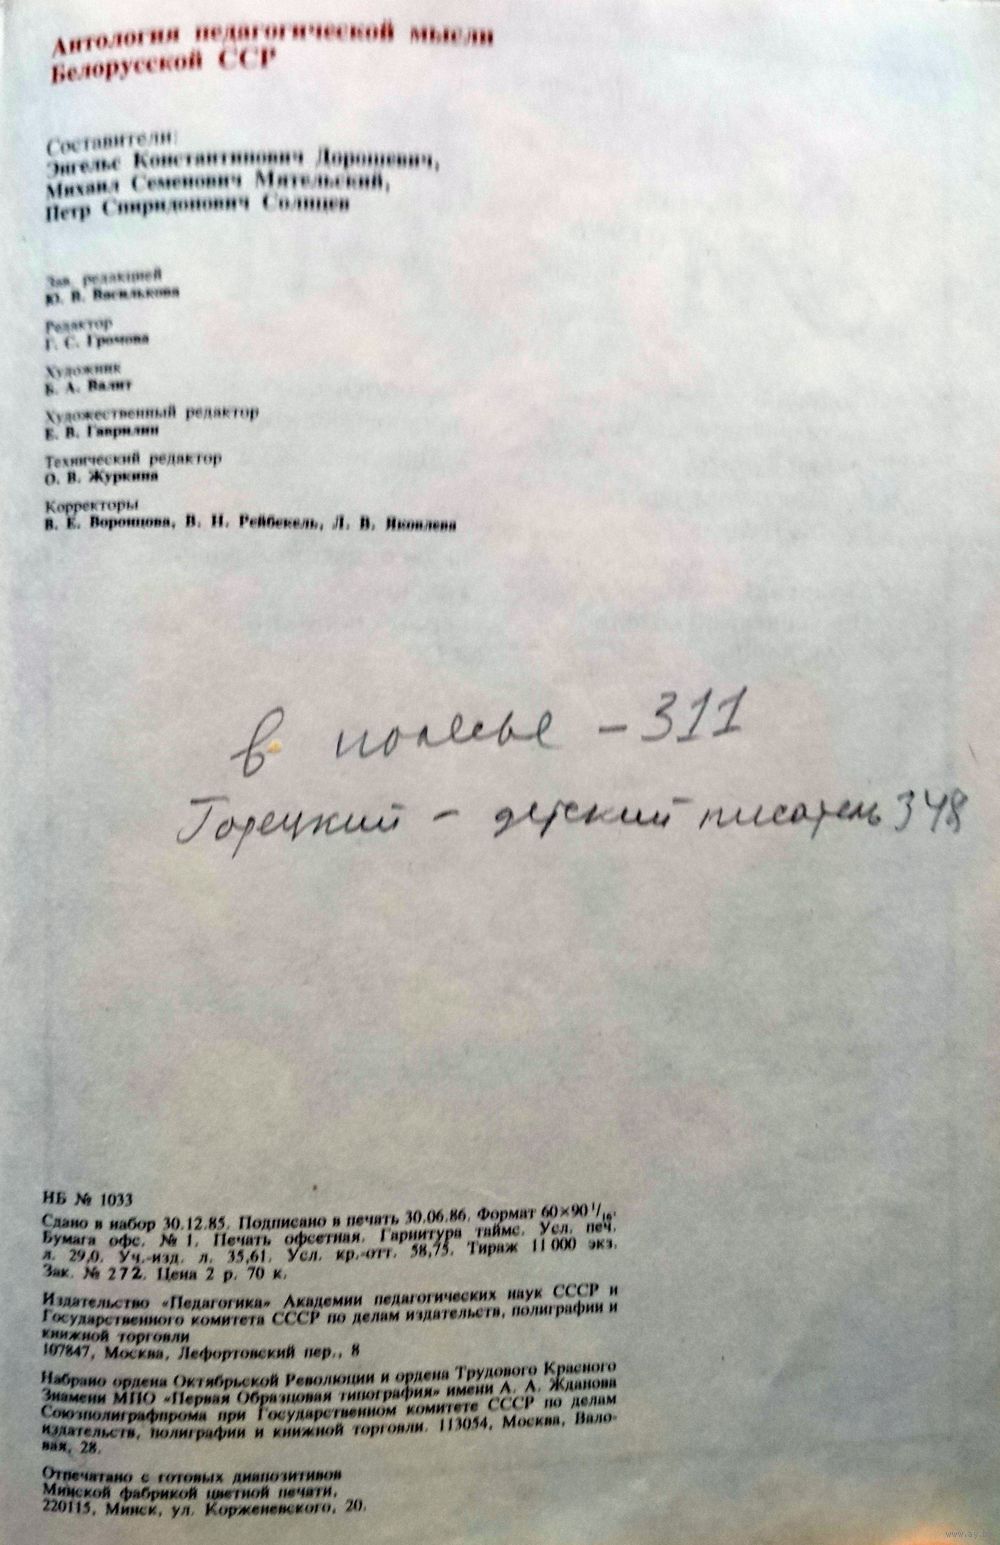 Антология педагогической мысли
Белорусской ССР
Составители:
Энгельс Константинович Дорошевич,
Михаил Семенович Мятельский,
Петр Спиридонович Солнцев
Зав. редакцией
Ю. В. Василькова
Редактор
Г. С. Громова
Художник
Б. А. Валит
Художественный редактор
Е. В. Гаврилин
Технический редактор
О. В. Журкина
Корректоры
В. Е. Воронцова, В. Н. Рейбекель, Л. В. Яковлева
в полесье – 311
Горецкий – детский писатель 348
НБ № 1033
Сдано в набор 30.12.85. Подписано в печать 30.06.86. Формат 60×90 1/16.
Бумага офс. № 1. Печать офсетная. Гарнитура таймс. Усл. печ.
л. 29,0. Уч.-изд. л. 35,61. Усл. кр.-отт. 58,75. Тираж 11 000 экз.
Зак. № 272. Цена 2 р. 70 к.
Издательство «Педагогика» Академии педагогических наук СССР и
Государственного комитета СССР по делам издательств, полиграфии и
книжной торговли
107847, Москва, Лефортовский пер., 8
Набрано ордена Октябрьской Революции и ордена Трудового Красного
Знамени МПО «Первая Образцовая типография» имени А. А. Жданова
Союзполиграфпрома при Государственном комитете СССР по делам
издательств, полиграфии и книжной торговли. 113054, Москва, Вало-
вая, 28.
Отпечатано с готовых диапозитивов
Минской фабрикой цветной печати,
220115, Минск, ул. Корженевского, 20.